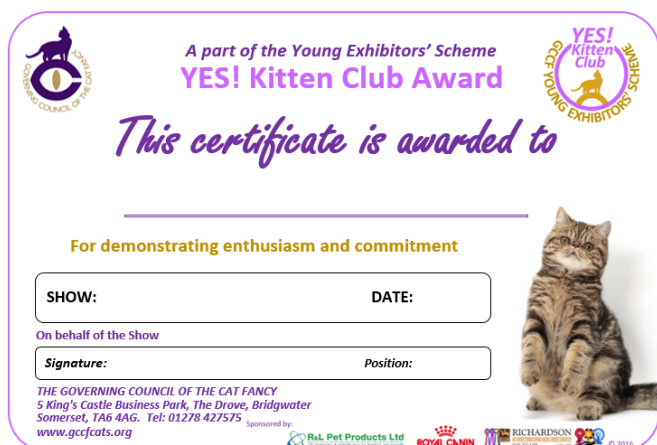 GOVERNING COUNCIL OF THE CAT FANCY
A part of the Young Exhibitors' Scheme
YES! Kitten Club Award
YES!
Kitten
Club
GCCF YOUNG EXHIBITORS' SCHEME
This certificate is awarded to
For demonstrating enthusiasm and commitment
SHOW: DATE:
On behalf of the Show
Signature: Position:
THE GOVERNING COUNCIL OF THE CAT FANCY
5 King's Castle Business Park, The Drove, Bridgwater
Somerset, TA6 4AG. Tel: 01278 427575
www.gccfcats.org
Sponsored by:
R&L Pet Products Ltd
ROYAL CANIN
RICHARDSON
© 2016